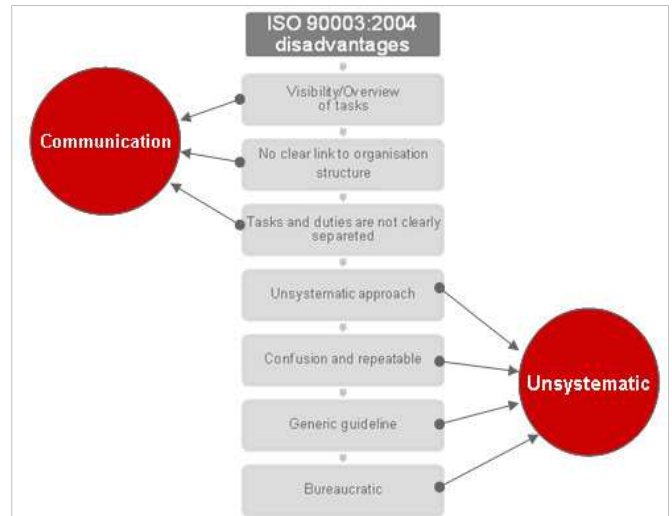 ISO 90003:2004
disadvantages
Visibility/Overview
of tasks
Communication
No clear link to organisation
structure
Tasks and duties are not clearly
separeted
Unsystematic approach
Confusion and repeatable
Unsystematic
Generic guideline
Bureaucratic